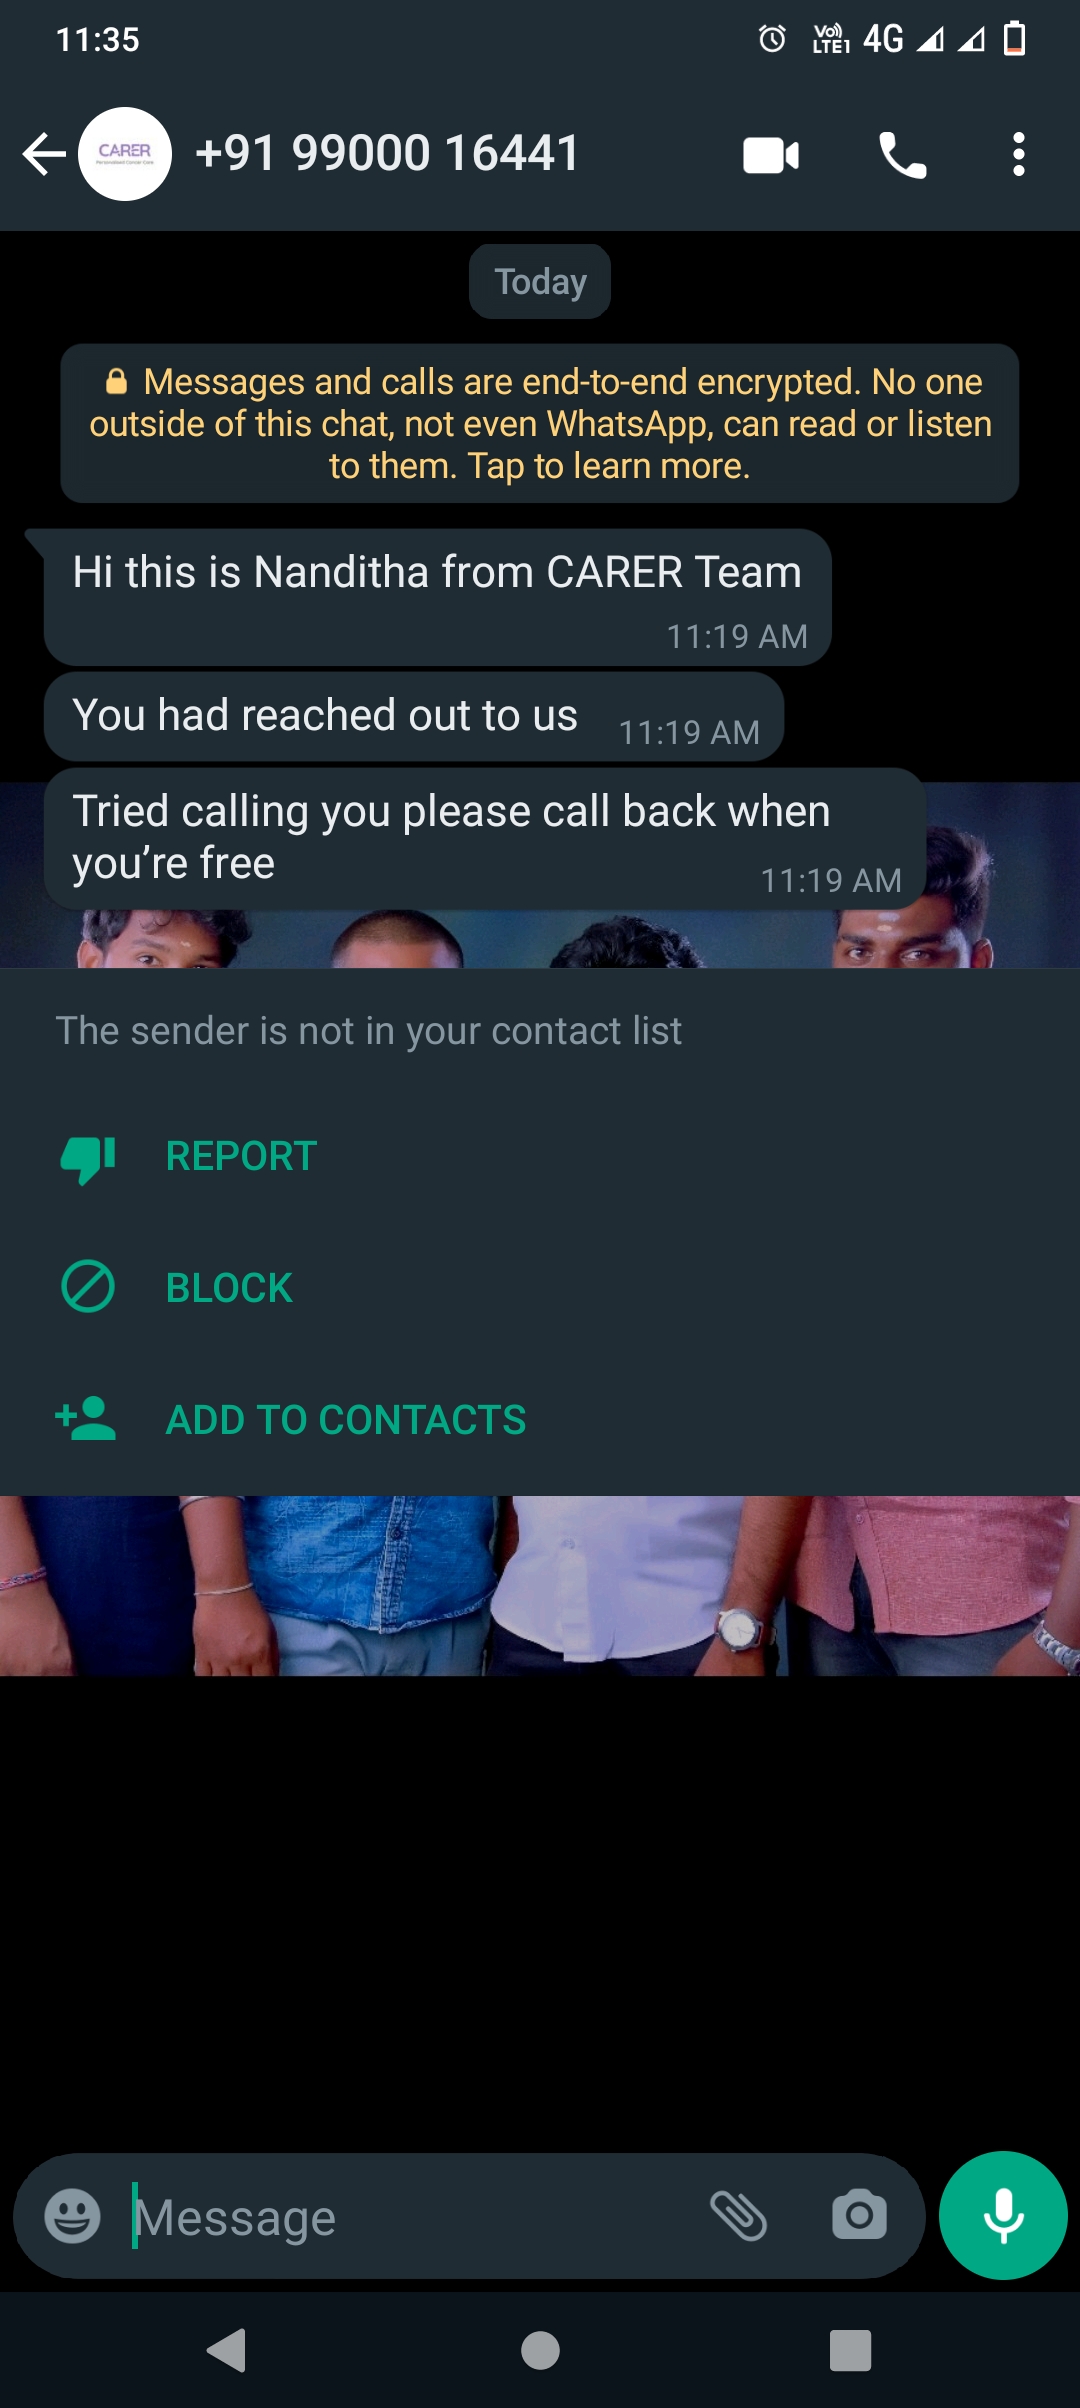 11:35
Vo)) LTE1 4G
CARER
Personalised Cancer Care
+91 99000 16441
Today
Messages and calls are end-to-end encrypted. No one
outside of this chat, not even WhatsApp, can read or listen
to them. Tap to learn more.
Hi this is Nanditha from CARER Team
11:19 AM
You had reached out to us 11:19 AM
Tried calling you please call back when
you’re free 11:19 AM
The sender is not in your contact list
REPORT
BLOCK
ADD TO CONTACTS
Message